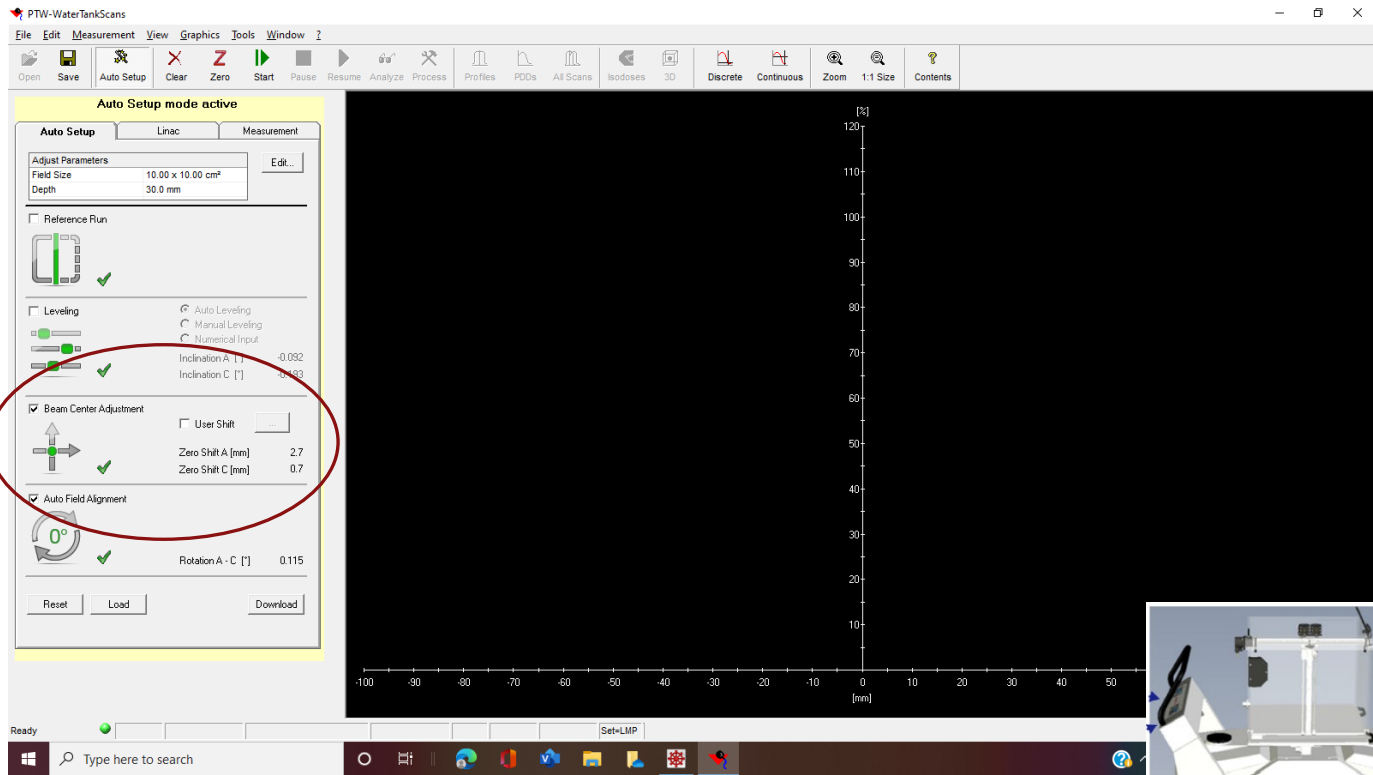 PTW-WaterTankScans
File Edit Measurement View Graphics Tools Window ?
Open Save Auto Setup Clear Zero Start Pause Resume Analyze Process Profiles PDDs All Scans Isodoses 3D Discrete Continuous Zoom 1:1 Size Contents
Auto Setup mode active
Auto Setup Linac Measurement
Adjust Parameters
Edit...
Field Size 10.00 x 10.00 cm²
Depth 30.0 mm
Reference Run
Leveling
Auto Leveling
Manual Leveling
Numerical Input
Inclination A [°] -0.092
Inclination C [°] -0.193
Beam Center Adjustment
User Shift ...
Zero Shift A [mm] 2.7
Zero Shift C [mm] 0.7
Auto Field Alignment
0°
Rotation A - C [°] 0.115
Reset Load Download
[%]
120
110
100
90
80
70
60
50
40
30
20
10
-100 -90 -80 -70 -60 -50 -40 -30 -20 -10 0 10 20 30 40 50
[mm]
Ready Set=LMP
Type here to search